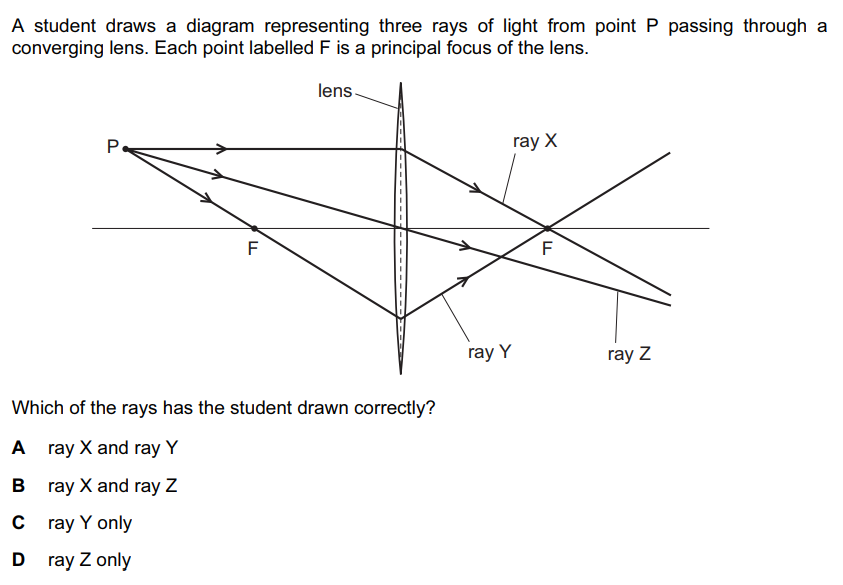 A student draws a diagram representing three rays of light from point P passing through a
converging lens. Each point labelled F is a principal focus of the lens.
lens
P
ray X
F
F
ray Y
ray Z
Which of the rays has the student drawn correctly?
A ray X and ray Y
B ray X and ray Z
C ray Y only
D ray Z only